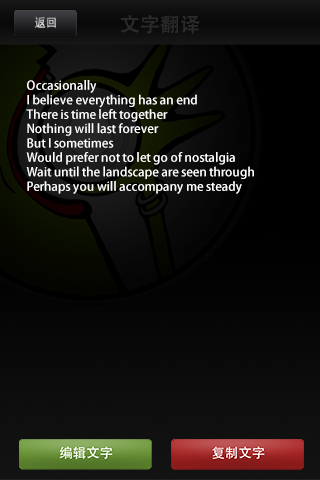 返回
文字翻译
Occasionally
I believe everything has an end
There is time left together
Nothing will last forever
But I sometimes
Would prefer not to let go of nostalgia
Wait until the landscape are seen through
Perhaps you will accompany me steady
编辑文字
复制文字